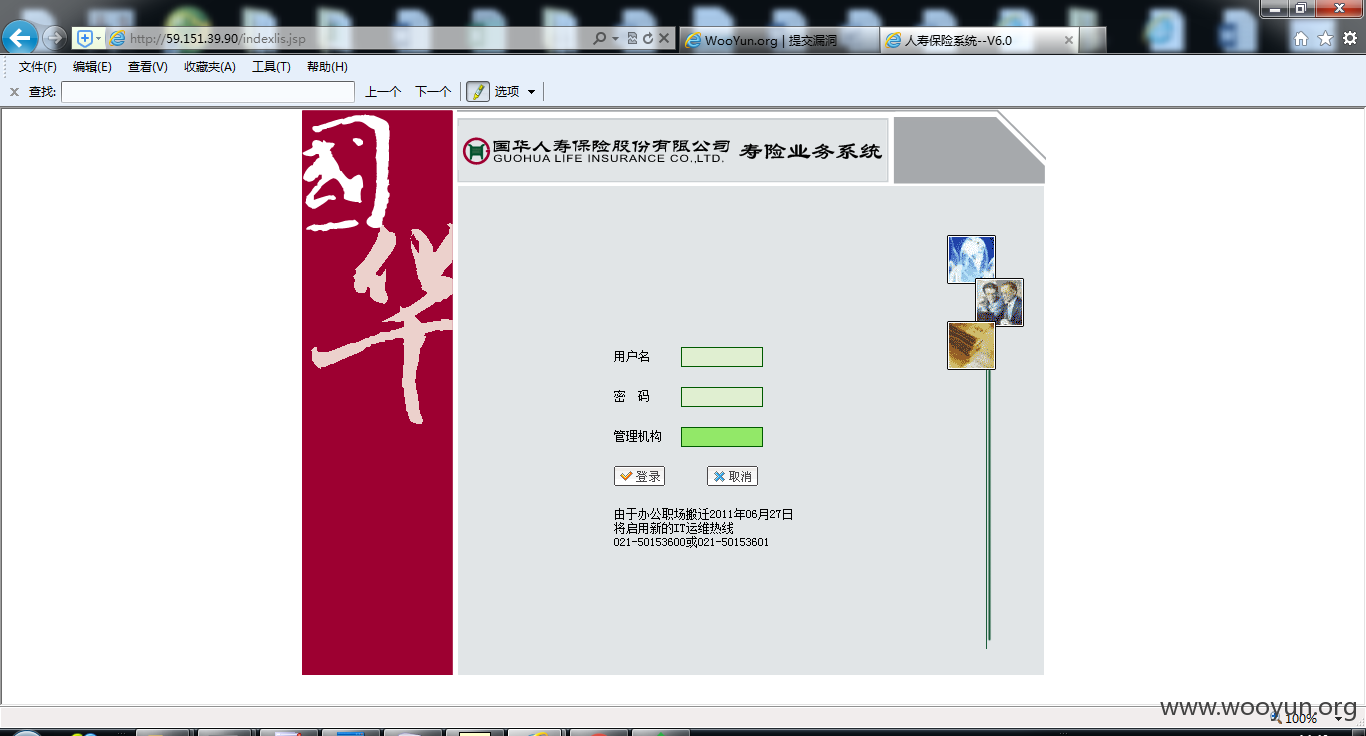 http://59.151.39.90/indexlis.jsp
WooYun.org | 提交漏洞
人寿保险系统--V6.0
文件(F) 编辑(E) 查看(V) 收藏夹(A) 工具(T) 帮助(H)
查找: 上一个 下一个 选项
國华
国华人寿保险股份有限公司 寿险业务系统
GUOHUA LIFE INSURANCE CO.,LTD.
用户名
密 码
管理机构
登录 取消
由于办公职场搬迁2011年06月27日
将启用新的IT运维热线
021-50153600或021-50153601
www.wooyun.org
100%